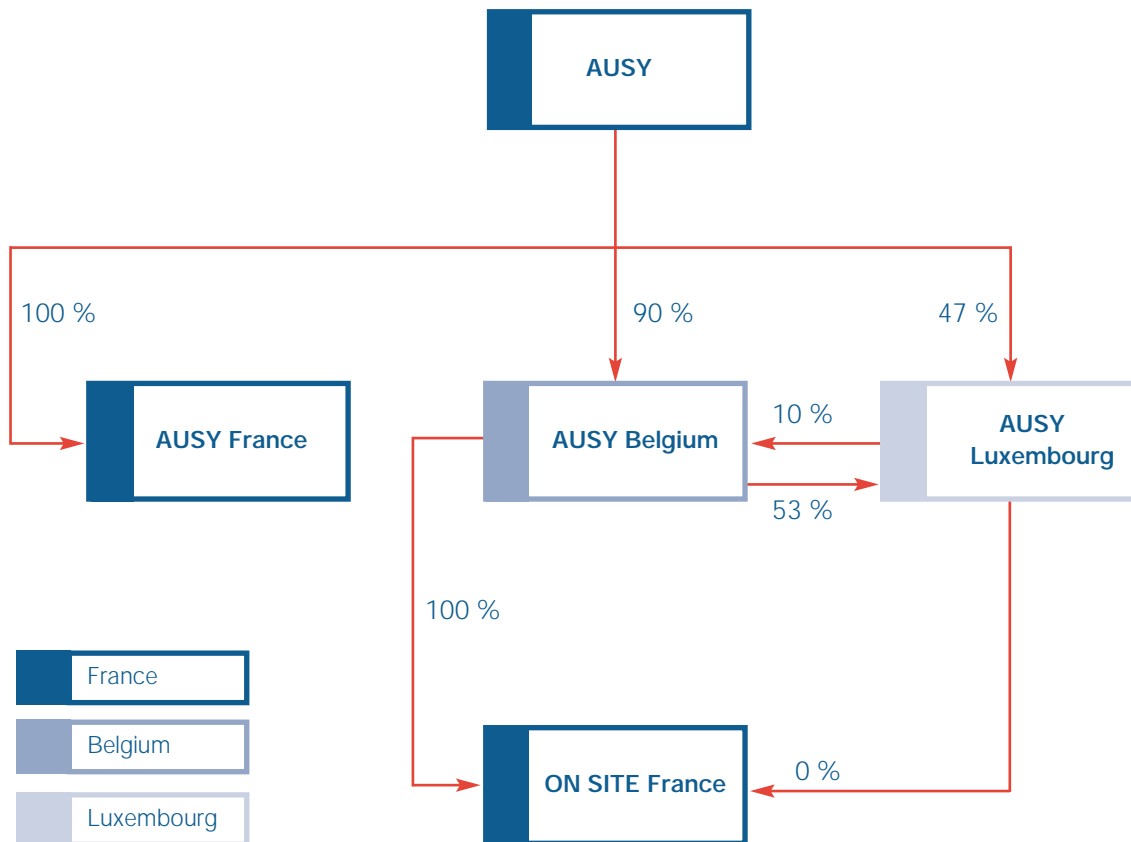 AUSY
100 %
90 %
47 %
AUSY France
AUSY Belgium
10 %
AUSY
Luxembourg
53 %
100 %
France
Belgium
Luxembourg
ON SITE France
0 %